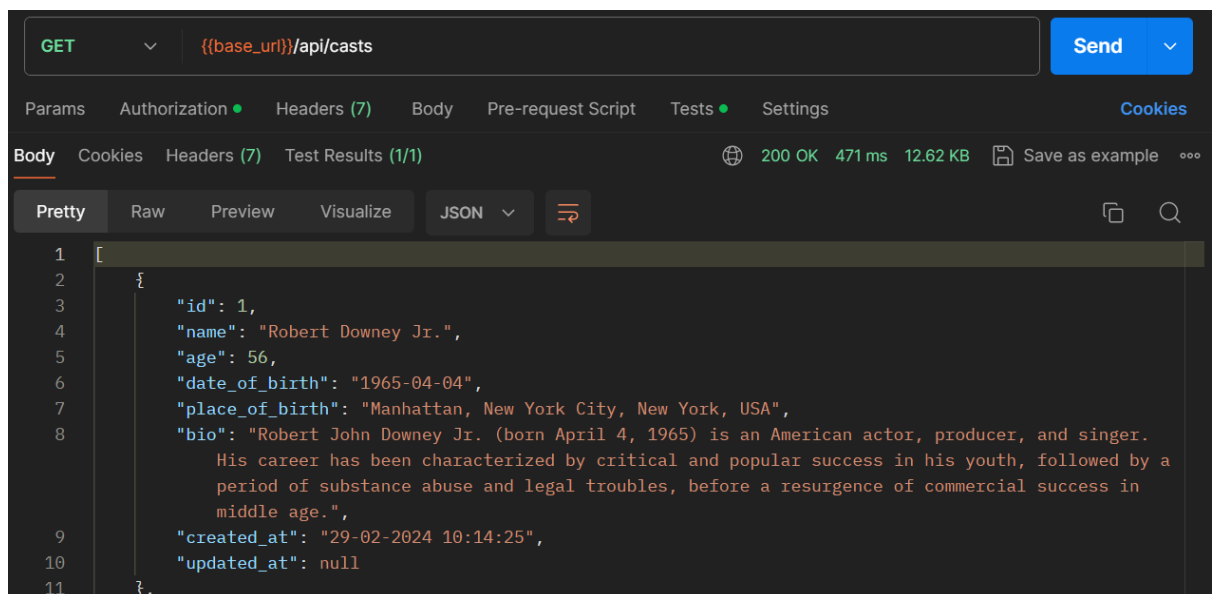 GET {{base_url}}/api/casts Send
Params Authorization Headers (7) Body Pre-request Script Tests Settings Cookies
Body Cookies Headers (7) Test Results (1/1) 200 OK 471 ms 12.62 KB Save as example
Pretty Raw Preview Visualize JSON
1 [
2 {
3 "id": 1,
4 "name": "Robert Downey Jr.",
5 "age": 56,
6 "date_of_birth": "1965-04-04",
7 "place_of_birth": "Manhattan, New York City, New York, USA",
8 "bio": "Robert John Downey Jr. (born April 4, 1965) is an American actor, producer, and singer.
His career has been characterized by critical and popular success in his youth, followed by a
period of substance abuse and legal troubles, before a resurgence of commercial success in
middle age.",
9 "created_at": "29-02-2024 10:14:25",
10 "updated_at": null
11 },